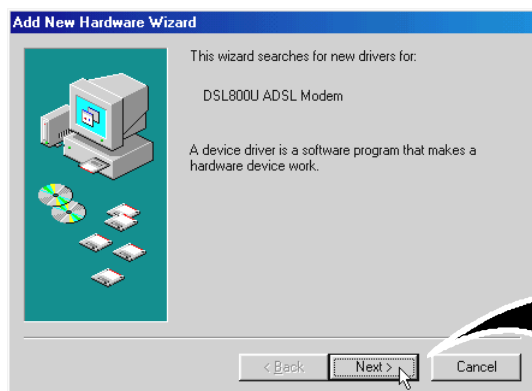 Add New Hardware Wizard
This wizard searches for new drivers for:
DSL800U ADSL Modem
A device driver is a software program that makes a
hardware device work.
< Back
Next >
Cancel